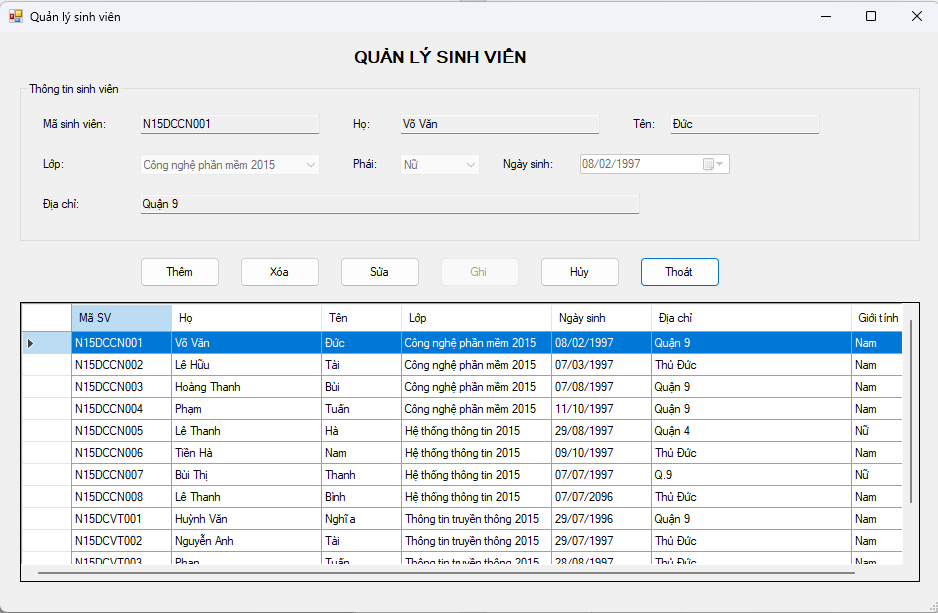 Quản lý sinh viên
QUẢN LÝ SINH VIÊN
Thông tin sinh viên
Mã sinh viên: N15DCCN001 Họ: Võ Văn Tên: Đức
Lớp: Công nghệ phần mềm 2015 Phái: Nữ Ngày sinh: 08/02/1997
Địa chỉ: Quận 9
Thêm Xóa Sửa Ghi Hủy Thoát
Mã SV Họ Tên Lớp Ngày sinh Địa chỉ Giới tính
N15DCCN001 Võ Văn Đức Công nghệ phần mềm 2015 08/02/1997 Quận 9 Nam
N15DCCN002 Lê Hữu Tài Công nghệ phần mềm 2015 07/03/1997 Thủ Đức Nam
N15DCCN003 Hoàng Thanh Bùi Công nghệ phần mềm 2015 07/08/1997 Quận 9 Nam
N15DCCN004 Phạm Tuấn Công nghệ phần mềm 2015 11/10/1997 Quận 9 Nam
N15DCCN005 Lê Thanh Hà Hệ thống thông tin 2015 29/08/1997 Quận 4 Nữ
N15DCCN006 Tiền Hà Nam Hệ thống thông tin 2015 09/10/1997 Thủ Đức Nam
N15DCCN007 Bùi Thị Thanh Hệ thống thông tin 2015 07/07/1997 Q.9 Nữ
N15DCCN008 Lê Thanh Bình Hệ thống thông tin 2015 07/07/2096 Thủ Đức Nam
N15DCVT001 Huỳnh Văn Nghĩa Thông tin truyền thông 2015 29/07/1996 Quận 9 Nam
N15DCVT002 Nguyễn Anh Tài Thông tin truyền thông 2015 29/07/1997 Thủ Đức Nam
N15DCVT003 Phan Tuấn Thông tin truyền thông 2015 28/08/1997 Thủ Đức Nam